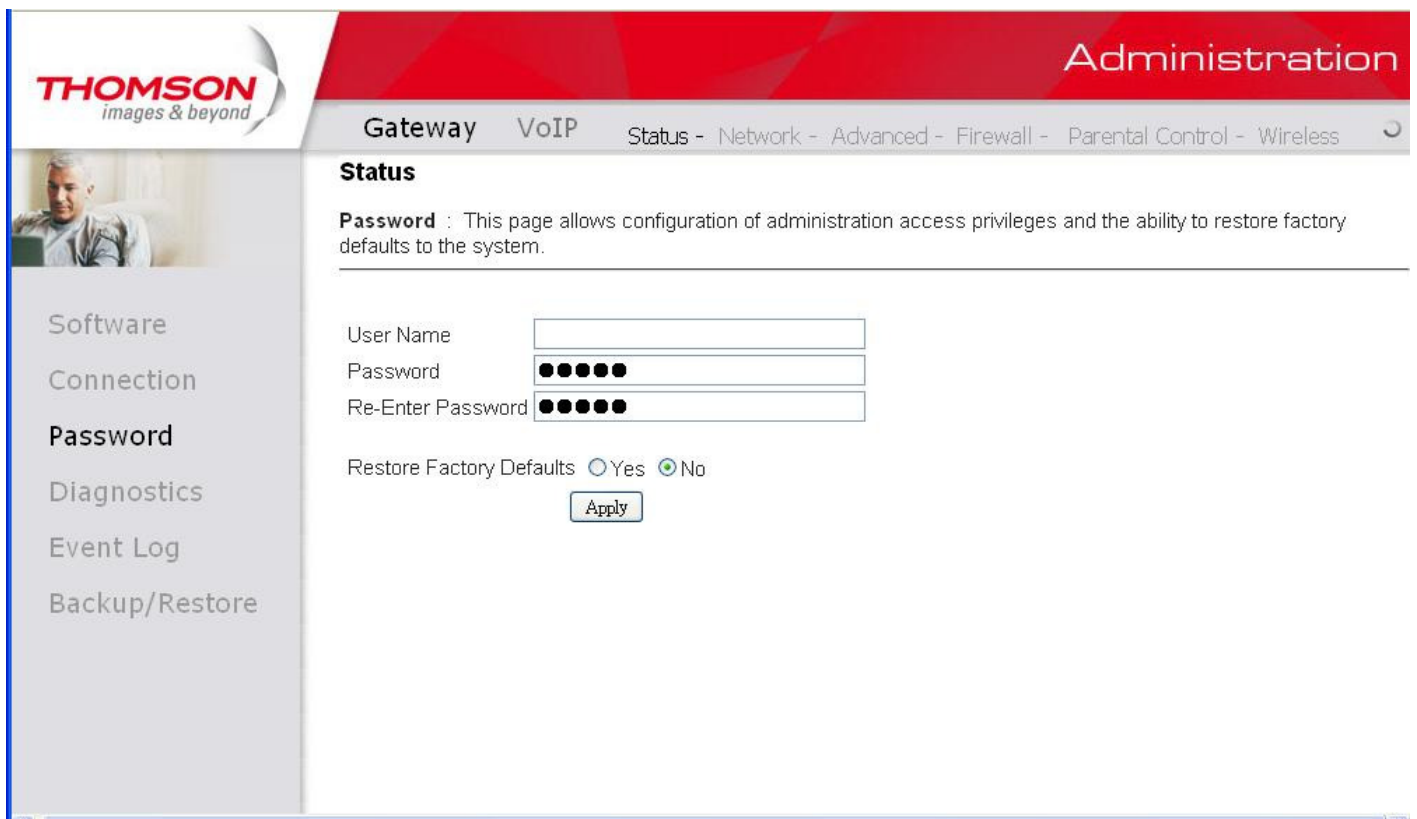 THOMSON
images & beyond
Administration
Gateway VoIP Status - Network - Advanced - Firewall - Parental Control - Wireless
Status
Password : This page allows configuration of administration access privileges and the ability to restore factory
defaults to the system.
Software
Connection
Password
Diagnostics
Event Log
Backup/Restore
User Name
Password ●●●●●
Re-Enter Password ●●●●●
Restore Factory Defaults Yes No
Apply